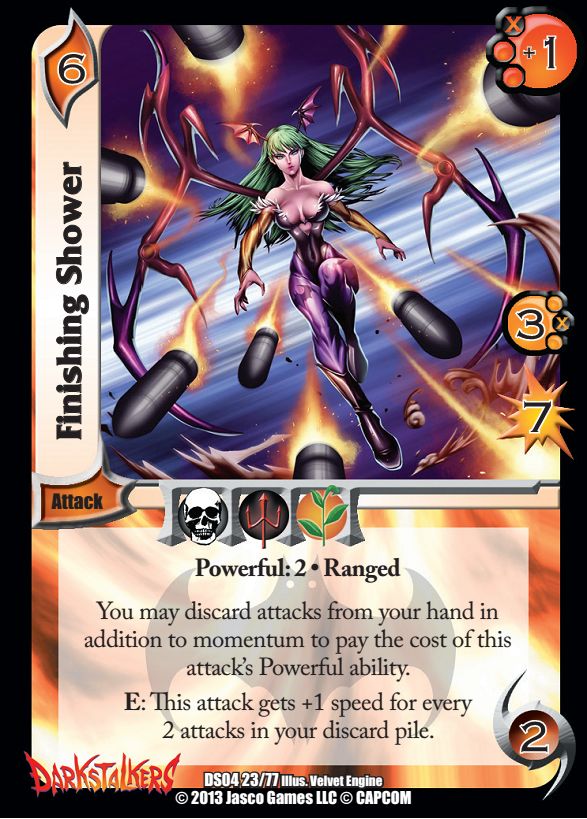 6
X
+1
Finishing Shower
3
X
7
Attack
Powerful: 2 • Ranged
You may discard attacks from your hand in
addition to momentum to pay the cost of this
attack's Powerful ability.
E: This attack gets +1 speed for every
2 attacks in your discard pile.
2
DARKSTALKERS
DS04 23/77 Illus. Velvet Engine
© 2013 Jasco Games LLC © CAPCOM